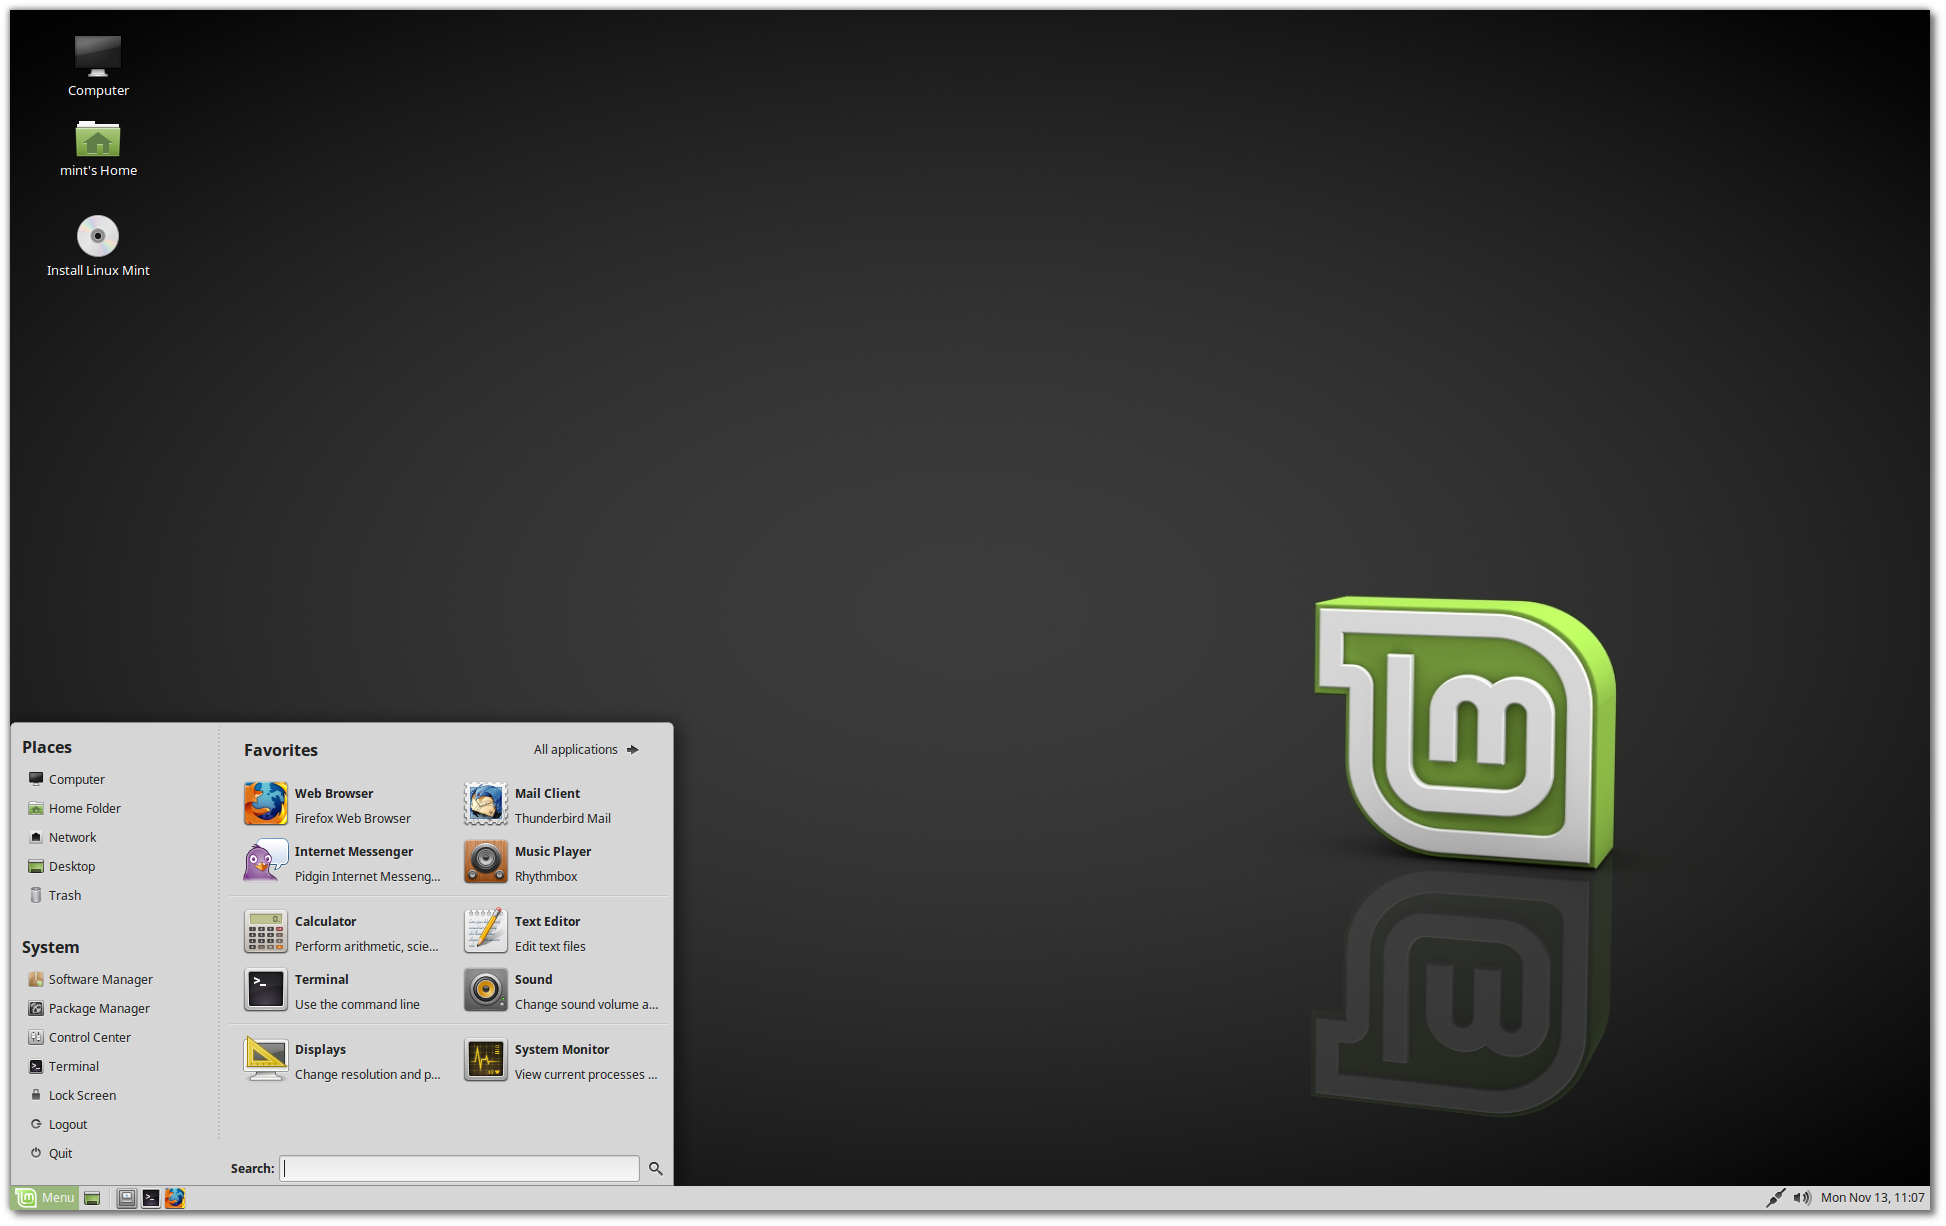 Computer
mint's Home
Install Linux Mint
Places
Computer
Home Folder
Network
Desktop
Trash
System
Software Manager
Package Manager
Control Center
Terminal
Lock Screen
Logout
Quit
Favorites
All applications
Web Browser
Firefox Web Browser
Mail Client
Thunderbird Mail
Internet Messenger
Pidgin Internet Messeng...
Music Player
Rhythmbox
Calculator
Perform arithmetic, scie...
Text Editor
Edit text files
Terminal
Use the command line
Sound
Change sound volume a...
Displays
Change resolution and p...
System Monitor
View current processes ...
Search:
Menu
Mon Nov 13, 11:07